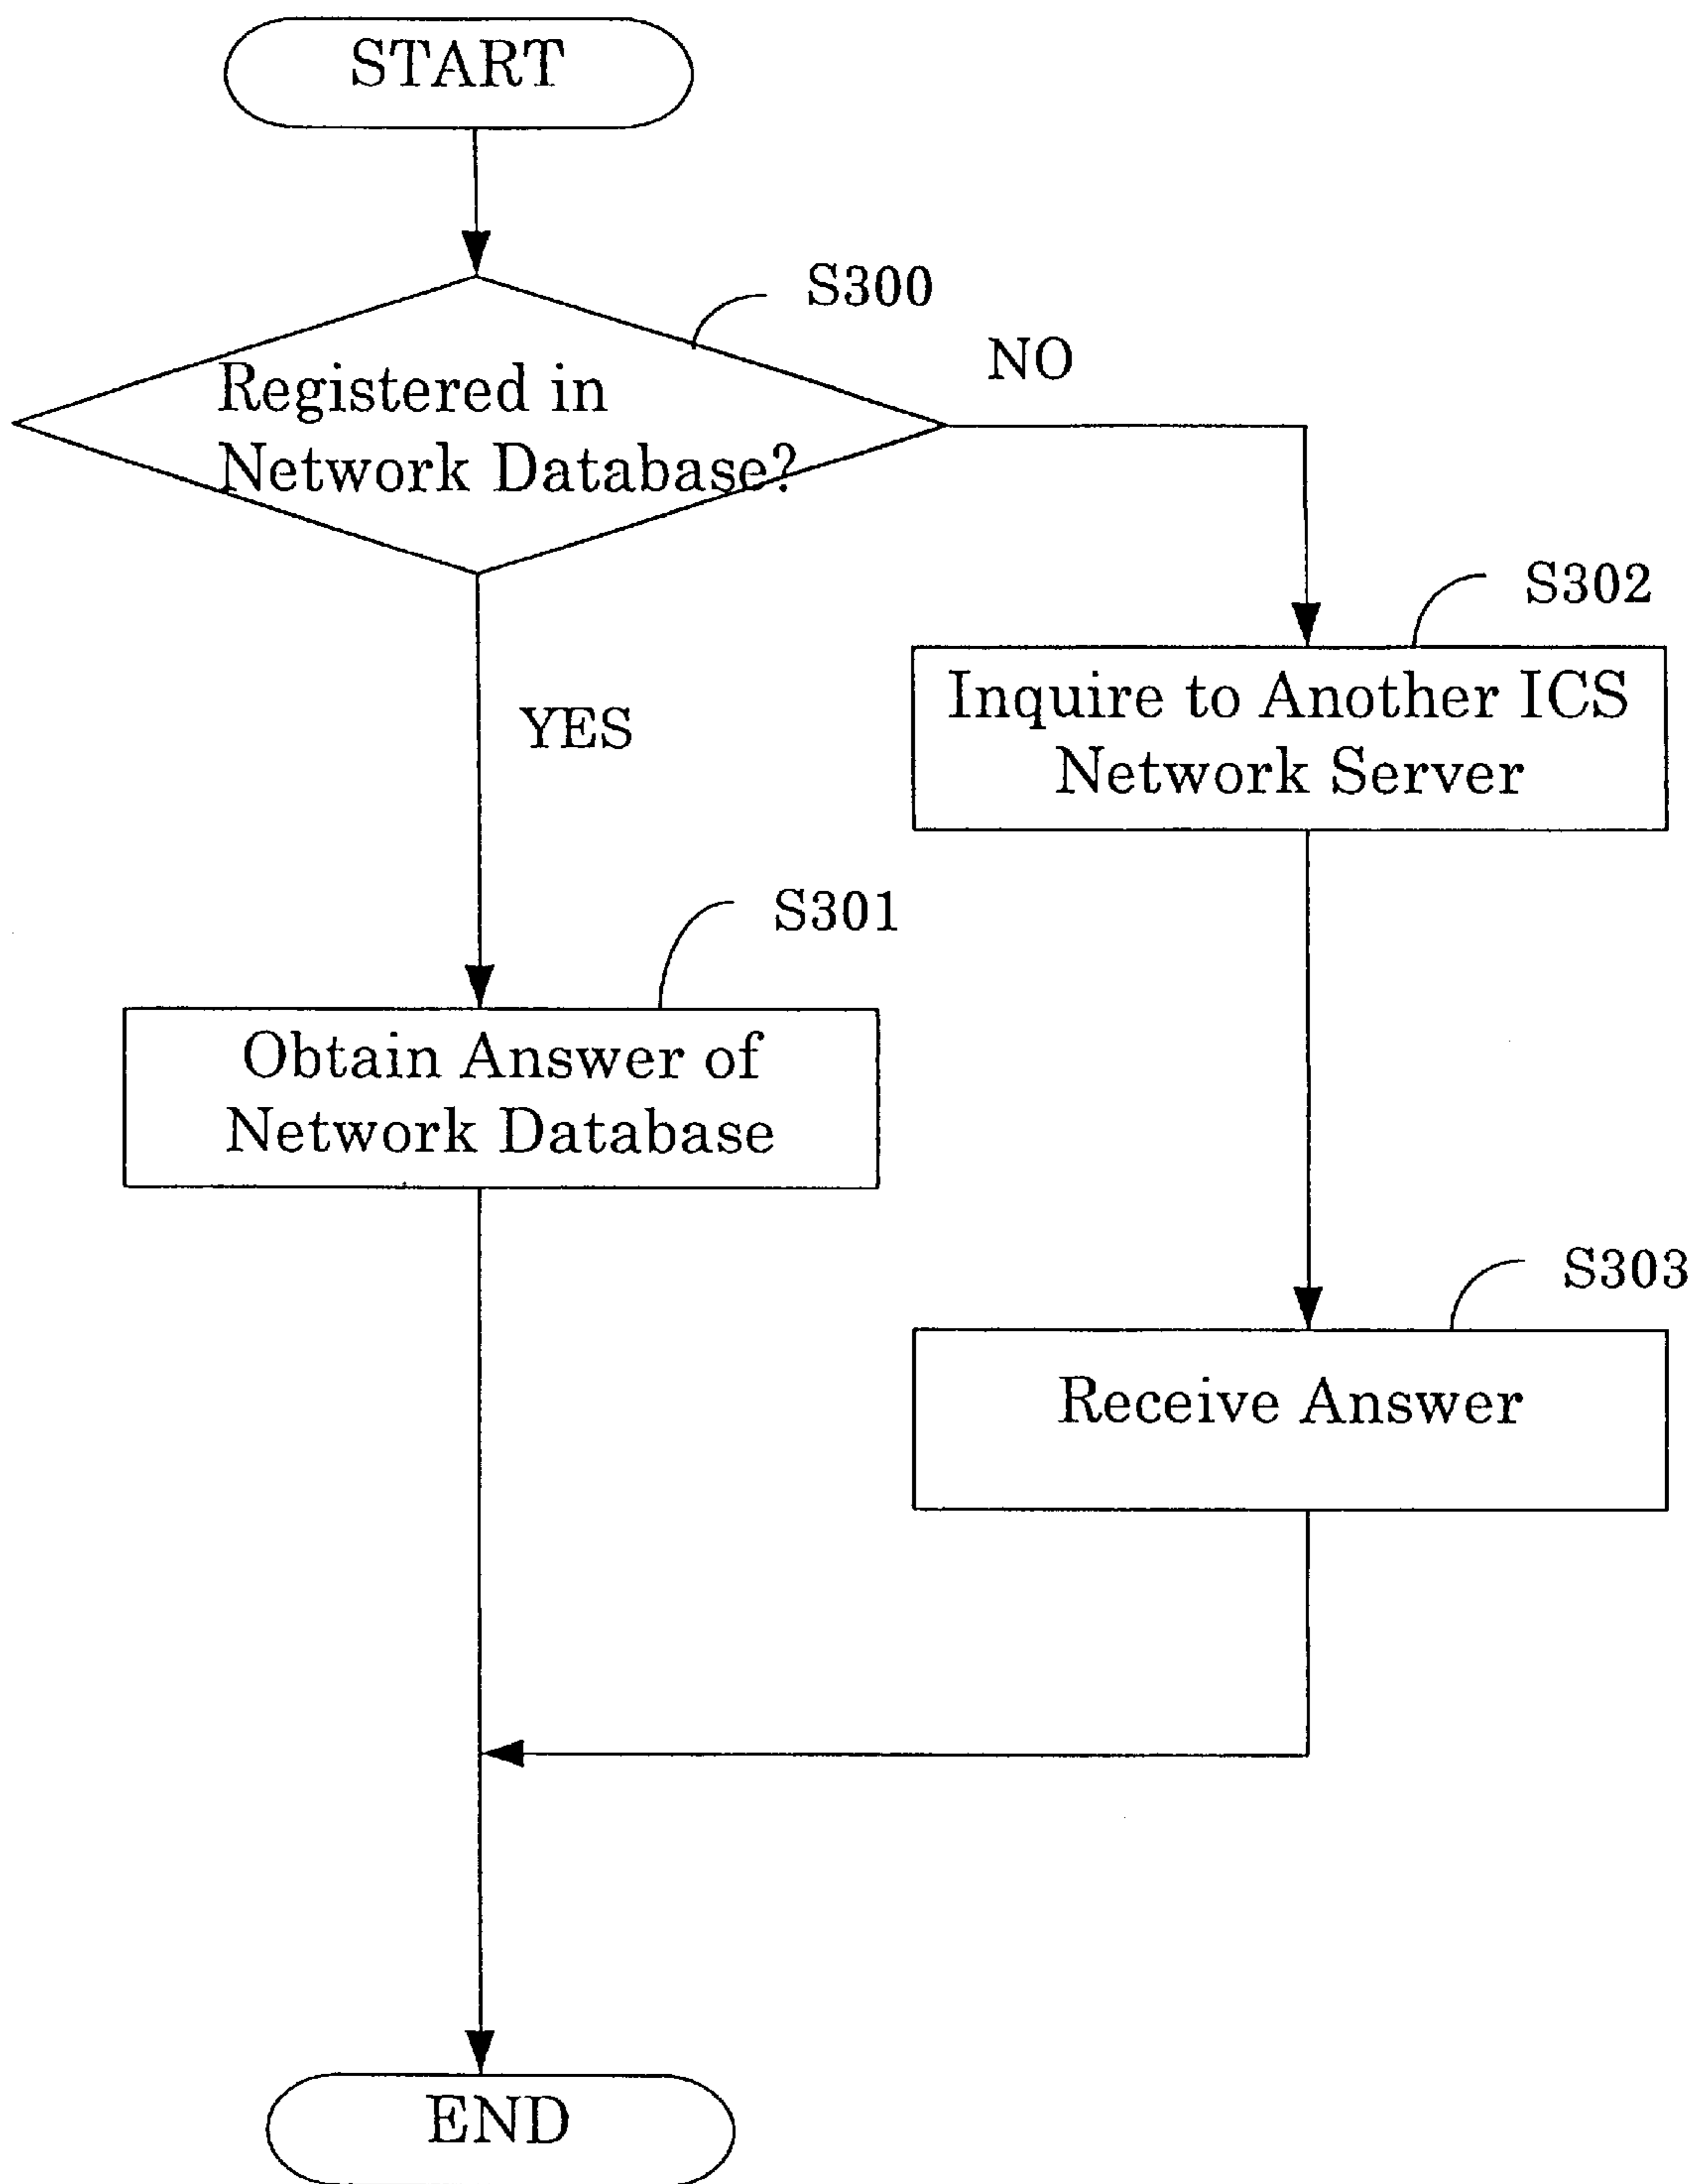 START
S300
NO
Registered in
Network Database?
S302
Inquire to Another ICS
Network Server
YES
S301
Obtain Answer of
Network Database
S303
Receive Answer
END